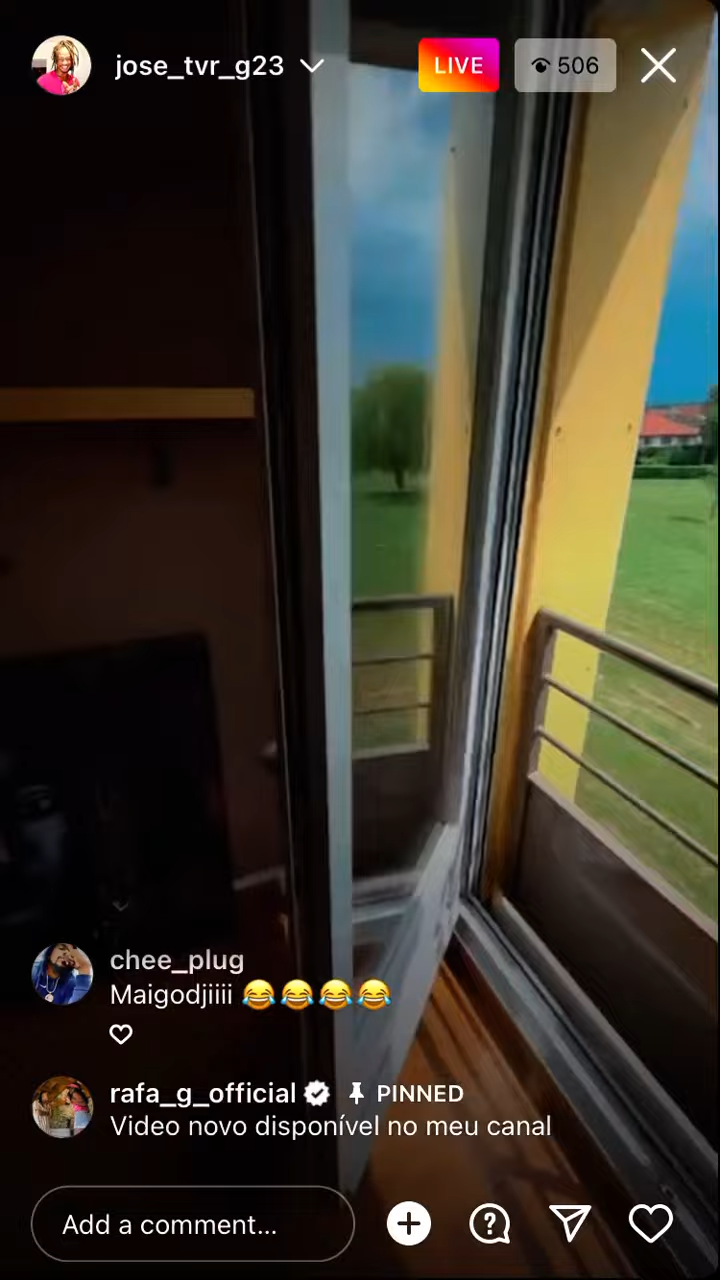 jose_tvr_g23
LIVE
506
chee_plug
Maigodjiiii 😂😂😂😂
rafa_g_official PINNED
Video novo disponível no meu canal
Add a comment...